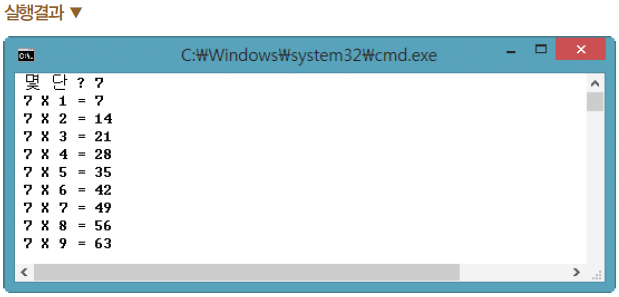 실행결과 ▼
C:₩Windows₩system32₩cmd.exe
몇 단 ? 7
7 X 1 = 7
7 X 2 = 14
7 X 3 = 21
7 X 4 = 28
7 X 5 = 35
7 X 6 = 42
7 X 7 = 49
7 X 8 = 56
7 X 9 = 63